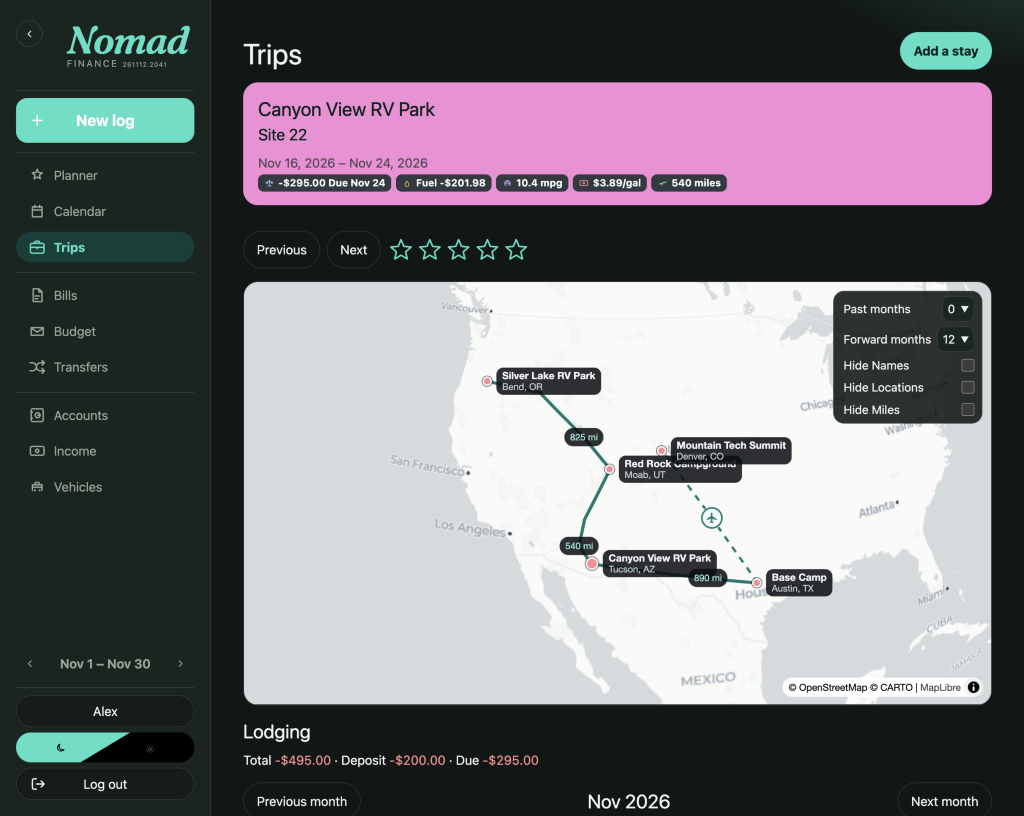 Nomad
FINANCE 261112.2041
+ New log
Planner
Calendar
Trips
Bills
Budget
Transfers
Accounts
Income
Vehicles
Nov 1 – Nov 30
Alex
Log out
Trips
Add a stay
Canyon View RV Park
Site 22
Nov 16, 2026 – Nov 24, 2026
-$295.00 Due Nov 24
Fuel -$201.98
10.4 mpg
$3.89/gal
540 miles
Previous
Next
Past months 0 ▼
Forward months 12 ▼
Hide Names
Hide Locations
Hide Miles
Vancouver
Silver Lake RV Park
Bend, OR
825 mi
Mountain Tech Summit
Denver, CO
Red Rock Campground
Moab, UT
San Francisco
Los Angeles
Atlanta
540 mi
Canyon View RV Park
Tucson, AZ
890 mi
Base Camp
Austin, TX
Hous
Miami
CUBA
JAMAICA
MEXICO
Chicag
Washing
© OpenStreetMap © CARTO | MapLibre
Lodging
Total -$495.00 · Deposit -$200.00 · Due -$295.00
Previous month
Nov 2026
Next month